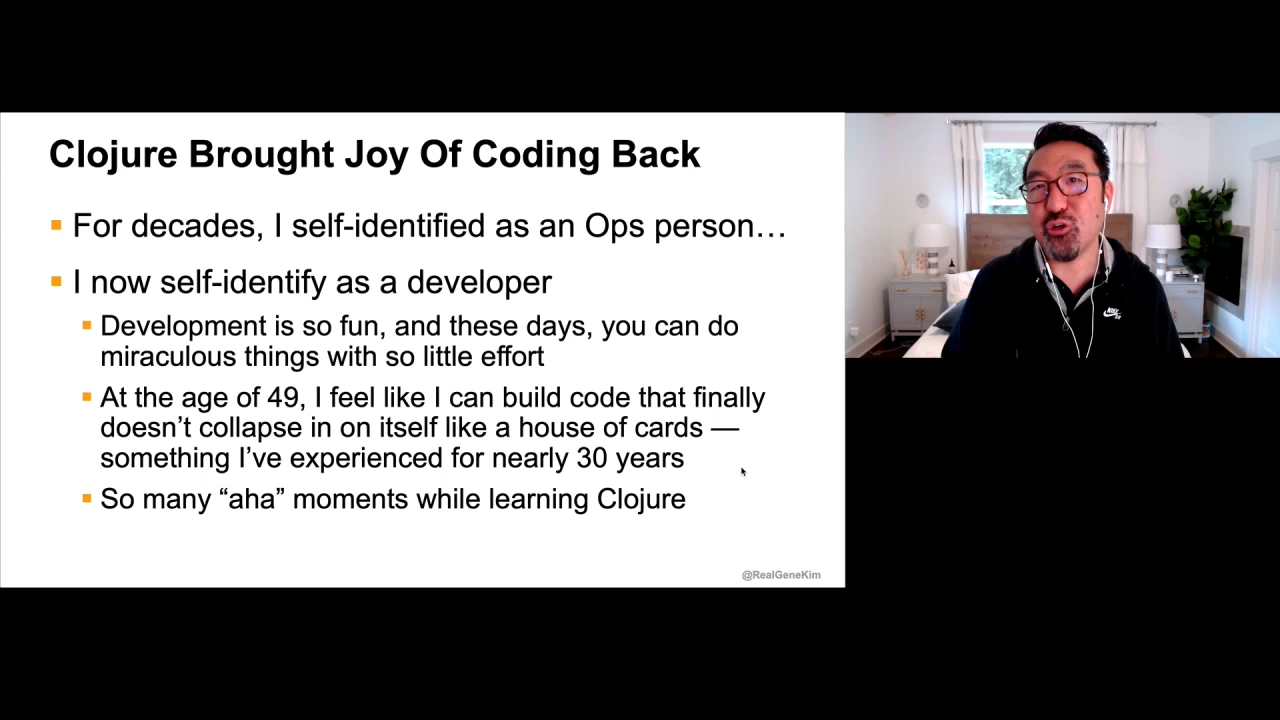 Clojure Brought Joy Of Coding Back
For decades, I self-identified as an Ops person…
I now self-identify as a developer
Development is so fun, and these days, you can do
miraculous things with so little effort
At the age of 49, I feel like I can build code that finally
doesn’t collapse in on itself like a house of cards —
something I’ve experienced for nearly 30 years
So many “aha” moments while learning Clojure
@RealGeneKim